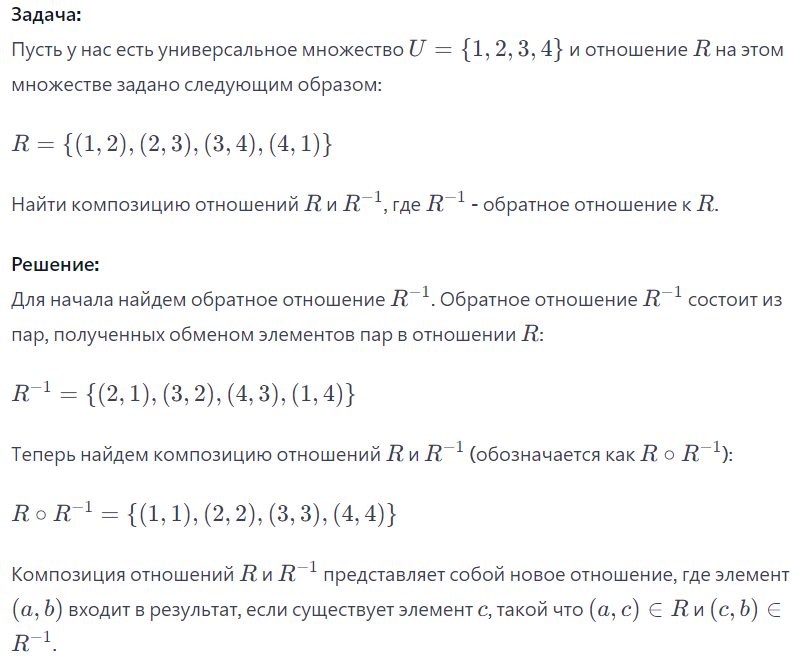 Задача:
Пусть у нас есть универсальное множество U = {1, 2, 3, 4} и отношение R на этом
множестве задано следующим образом:
R = {(1, 2), (2, 3), (3, 4), (4, 1)}
Найти композицию отношений R и R⁻¹, где R⁻¹ - обратное отношение к R.
Решение:
Для начала найдем обратное отношение R⁻¹. Обратное отношение R⁻¹ состоит из
пар, полученных обменом элементов пар в отношении R:
R⁻¹ = {(2, 1), (3, 2), (4, 3), (1, 4)}
Теперь найдем композицию отношений R и R⁻¹ (обозначается как R ∘ R⁻¹):
R ∘ R⁻¹ = {(1, 1), (2, 2), (3, 3), (4, 4)}
Композиция отношений R и R⁻¹ представляет собой новое отношение, где элемент
(a, b) входит в результат, если существует элемент c, такой что (a, c) ∈ R и (c, b) ∈
R⁻¹.